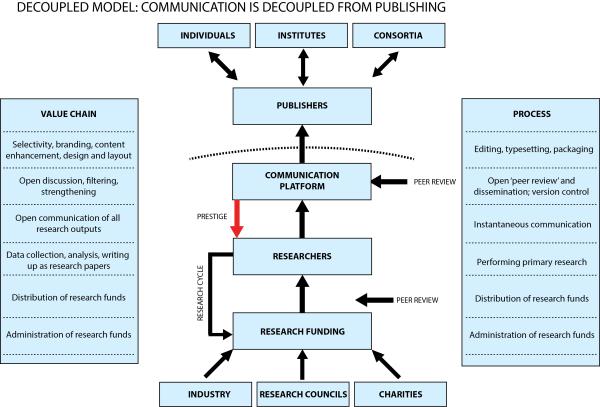 DECOUPLED MODEL: COMMUNICATION IS DECOUPLED FROM PUBLISHING
INDIVIDUALS
INSTITUTES
CONSORTIA
PUBLISHERS
COMMUNICATION
PLATFORM
PEER REVIEW
PRESTIGE
RESEARCHERS
RESEARCH CYCLE
PEER REVIEW
RESEARCH FUNDING
INDUSTRY
RESEARCH COUNCILS
CHARITIES
VALUE CHAIN
Selectivity, branding, content
enhancement, design and layout
Open discussion, filtering,
strengthening
Open communication of all
research outputs
Data collection, analysis, writing
up as research papers
Distribution of research funds
Administration of research funds
PROCESS
Editing, typesetting, packaging
Open ‘peer review’ and
dissemination; version control
Instantaneous communication
Performing primary research
Distribution of research funds
Administration of research funds